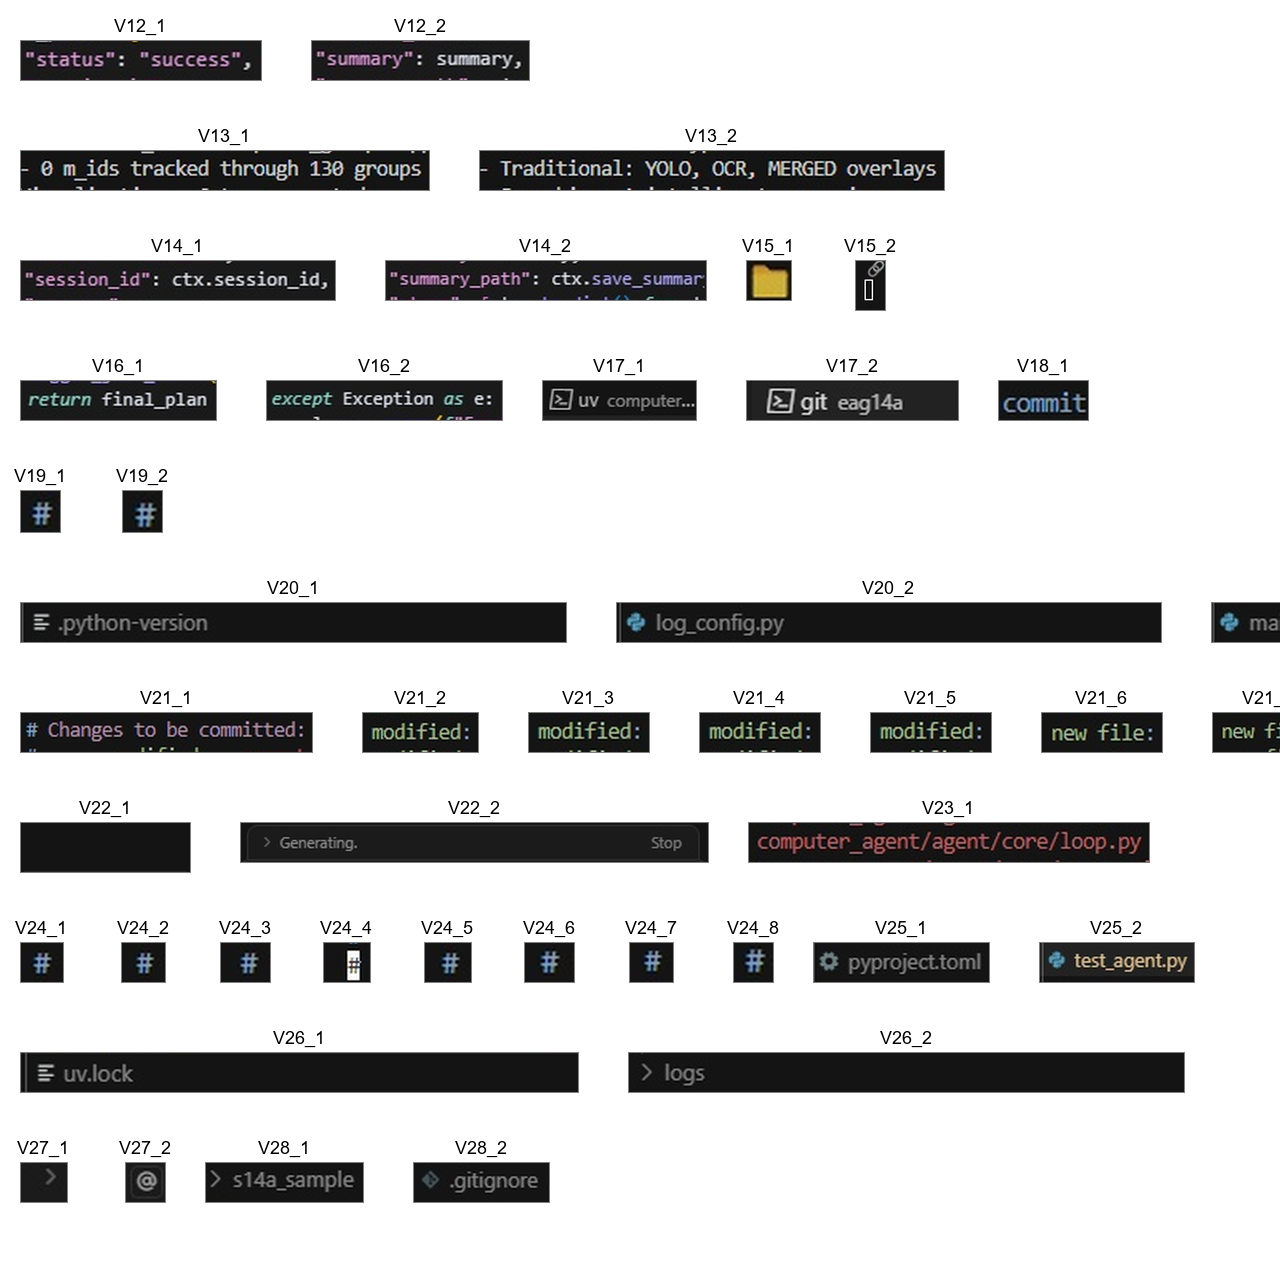 V12_1 V12_2
"status": "success", "summary": summary,
V13_1 V13_2
- 0 m_ids tracked through 130 groups - Traditional: YOLO, OCR, MERGED overlays
V14_1 V14_2 V15_1 V15_2
"session_id": ctx.session_id, "summary_path": ctx.save_summar
V16_1 V16_2 V17_1 V17_2 V18_1
return final_plan except Exception as e: uv computer... git eag14a commit
V19_1 V19_2
# #
V20_1 V20_2
.python-version log_config.py ma
V21_1 V21_2 V21_3 V21_4 V21_5 V21_6 V21_
# Changes to be committed: modified: modified: modified: modified: new file: new fi
V22_1 V22_2 V23_1
> Generating. Stop computer_agent/agent/core/loop.py
V24_1 V24_2 V24_3 V24_4 V24_5 V24_6 V24_7 V24_8 V25_1 V25_2
# # # # # # # # pyproject.toml test_agent.py
V26_1 V26_2
uv.lock > logs
V27_1 V27_2 V28_1 V28_2
> @ > s14a_sample .gitignore